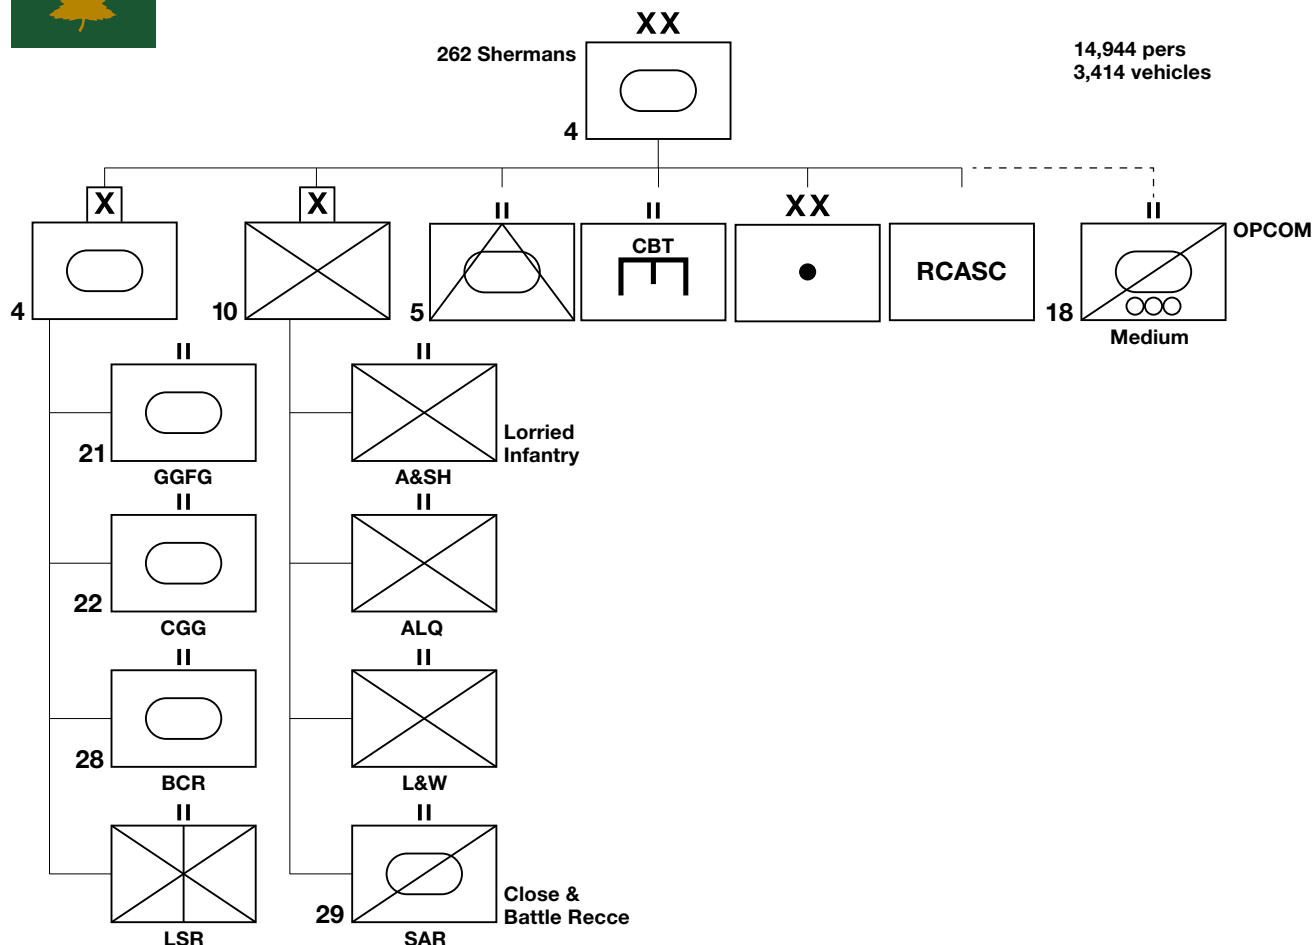 XX
262 Shermans
14,944 pers
3,414 vehicles
4
X
X
II
II
XX
II
CBT
RCASC
OPCOM
4
10
5
18
Medium
II
II
21
GGFG
A&SH
Lorried
Infantry
II
II
22
CGG
ALQ
II
II
28
BCR
L&W
II
II
LSR
29
SAR
Close &
Battle Recce